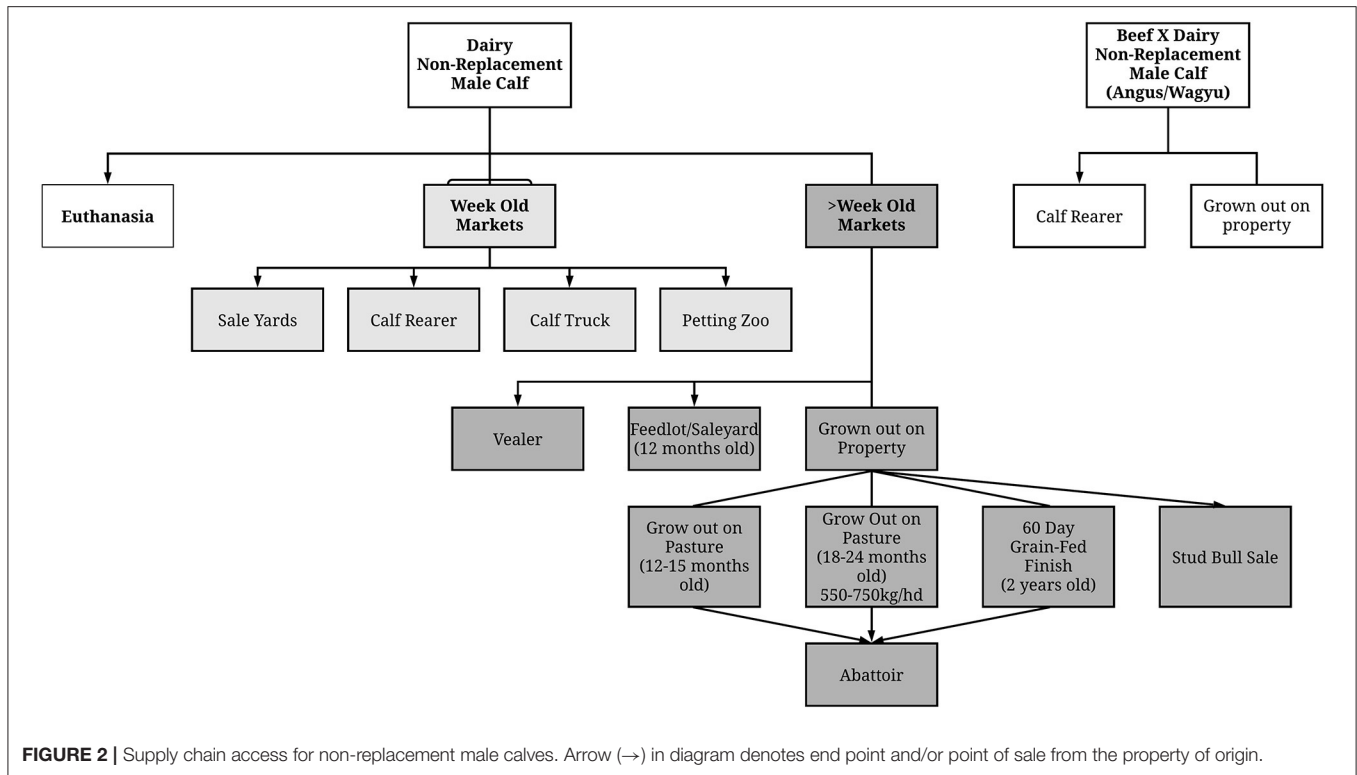 Dairy
Non-Replacement
Male Calf
Beef X Dairy
Non-Replacement
Male Calf
(Angus/Wagyu)
Euthanasia
Week Old
Markets
>Week Old
Markets
Calf Rearer
Grown out on
property
Sale Yards
Calf Rearer
Calf Truck
Petting Zoo
Vealer
Feedlot/Saleyard
(12 months old)
Grown out on
Property
Grow out on
Pasture
(12-15 months
old)
Grow Out on
Pasture
(18-24 months
old)
550-750kg/hd
60 Day
Grain-Fed
Finish
(2 years old)
Stud Bull Sale
Abattoir
FIGURE 2 | Supply chain access for non-replacement male calves. Arrow (→) in diagram denotes end point and/or point of sale from the property of origin.